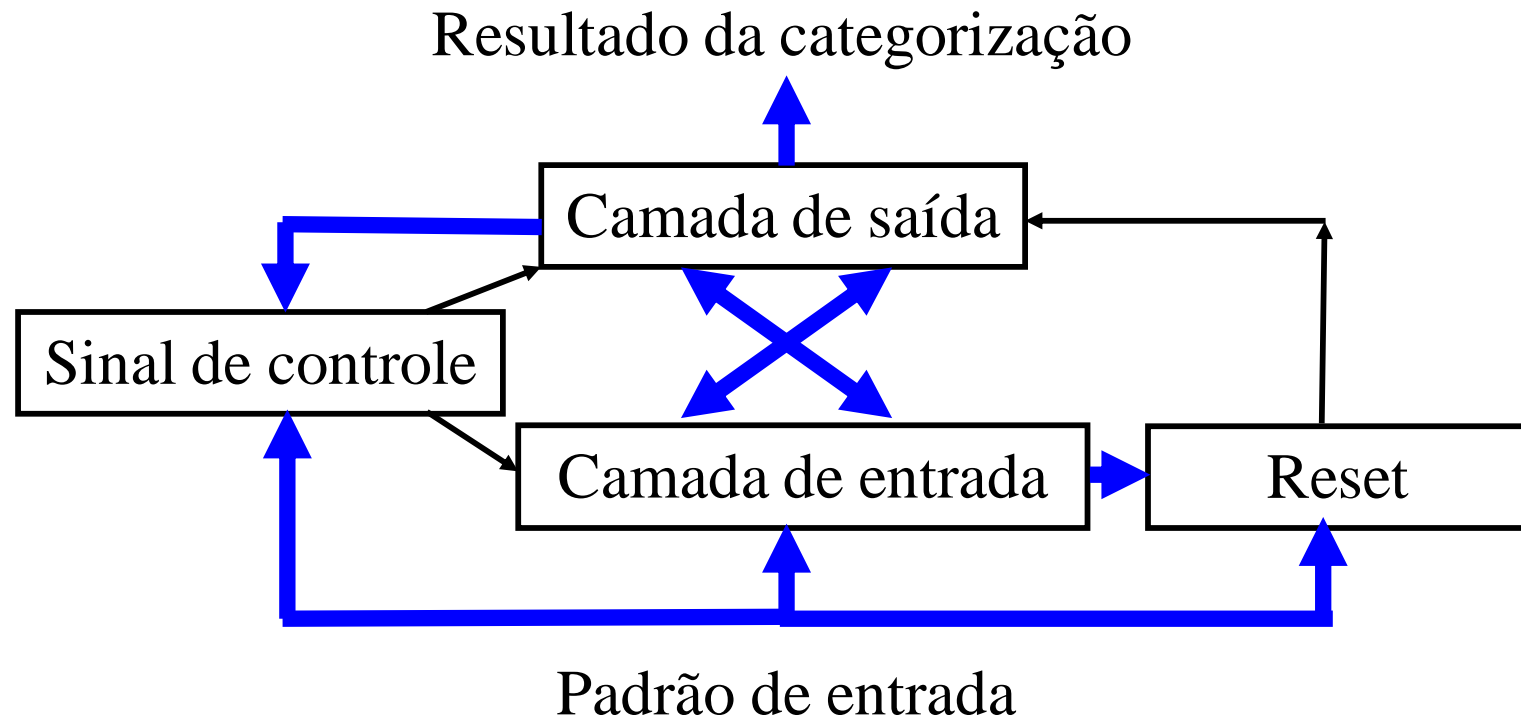 Resultado da categorização
Camada de saída
Sinal de controle
Camada de entrada
Reset
Padrão de entrada